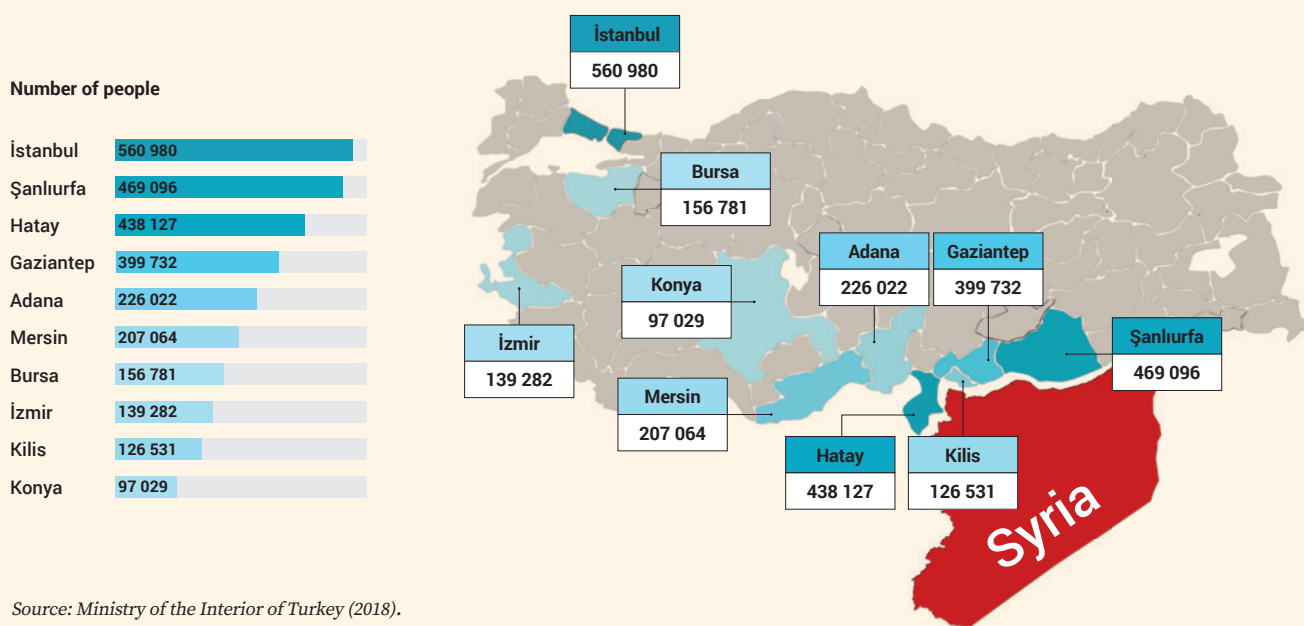 Number of people
İstanbul 560 980
Şanlıurfa 469 096
Hatay 438 127
Gaziantep 399 732
Adana 226 022
Mersin 207 064
Bursa 156 781
İzmir 139 282
Kilis 126 531
Konya 97 029
Source: Ministry of the Interior of Turkey (2018).
İstanbul
560 980
Bursa
156 781
Adana
226 022
Gaziantep
399 732
Konya
97 029
İzmir
139 282
Şanlıurfa
469 096
Mersin
207 064
Hatay
438 127
Kilis
126 531
Syria